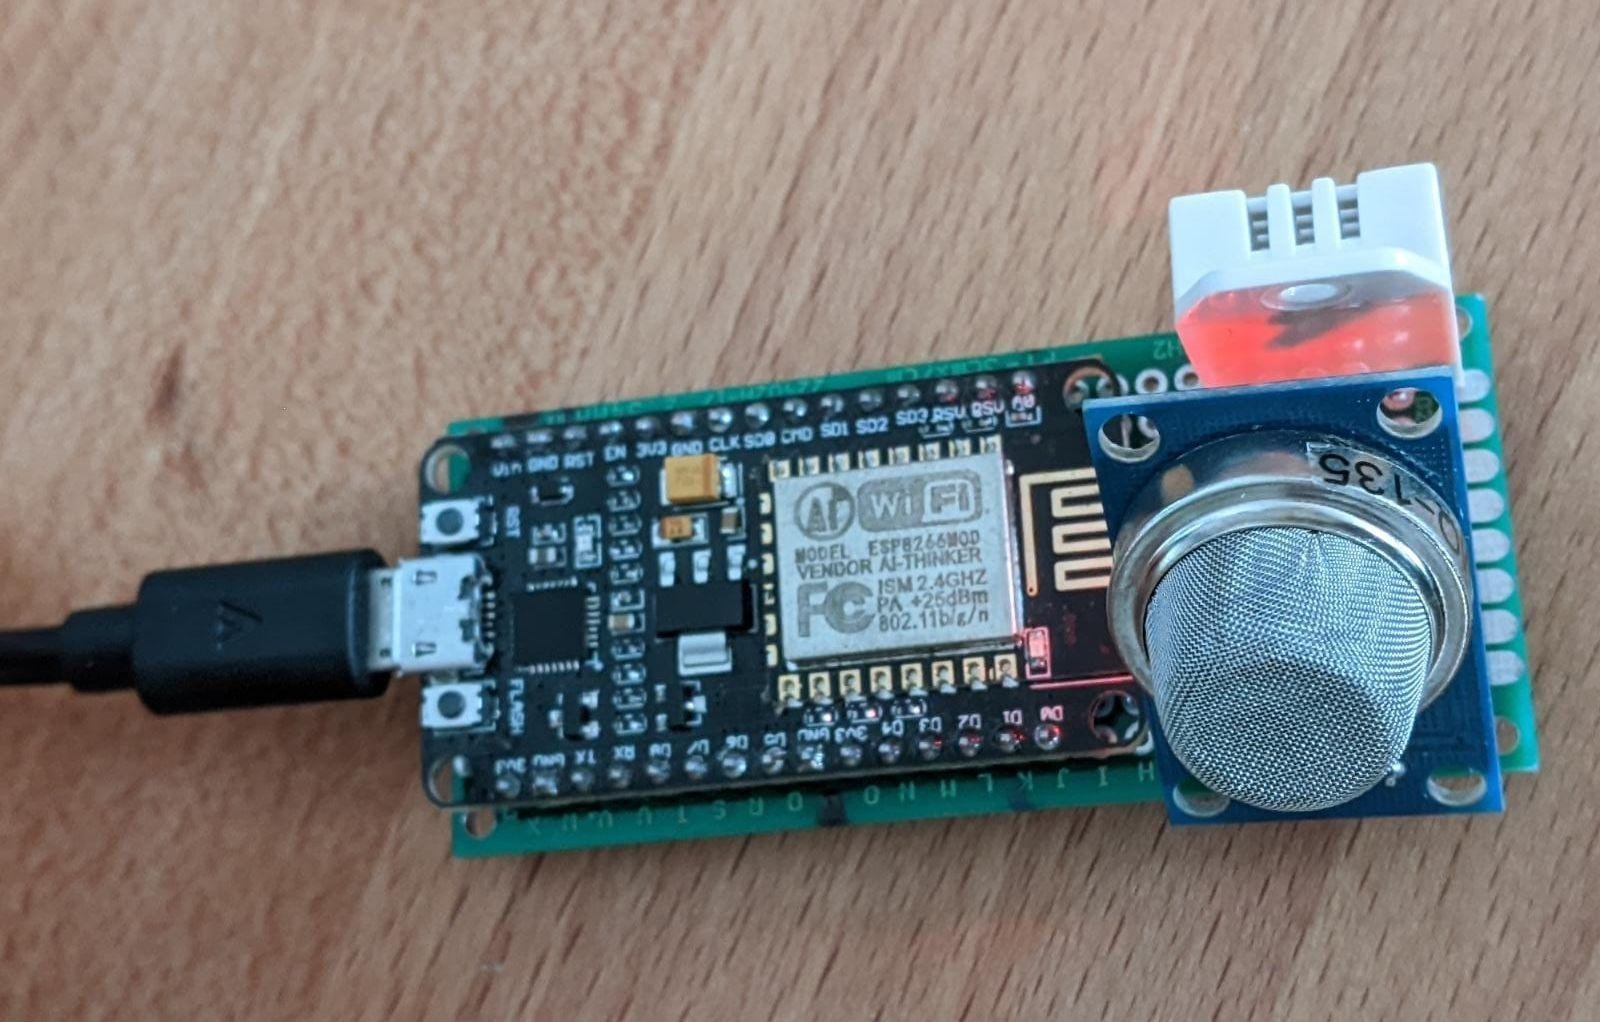 VIN GND RST EN 3V3 GND CLK SD0 CMD SD1 SD2 SD3 RSV RSV A0
RST
Ai WiFi
MODEL ESP8266MOD
VENDOR AI-THINKER
FC ISM 2.4GHZ
PA +25dBm
802.11b/g/n
FLASH
3V3 GND TX RX D8 D7 D6 D5 GND 3V3 D4 D3 D2 D1 D0
X W V U T S R Q O N M L K J I H
-135